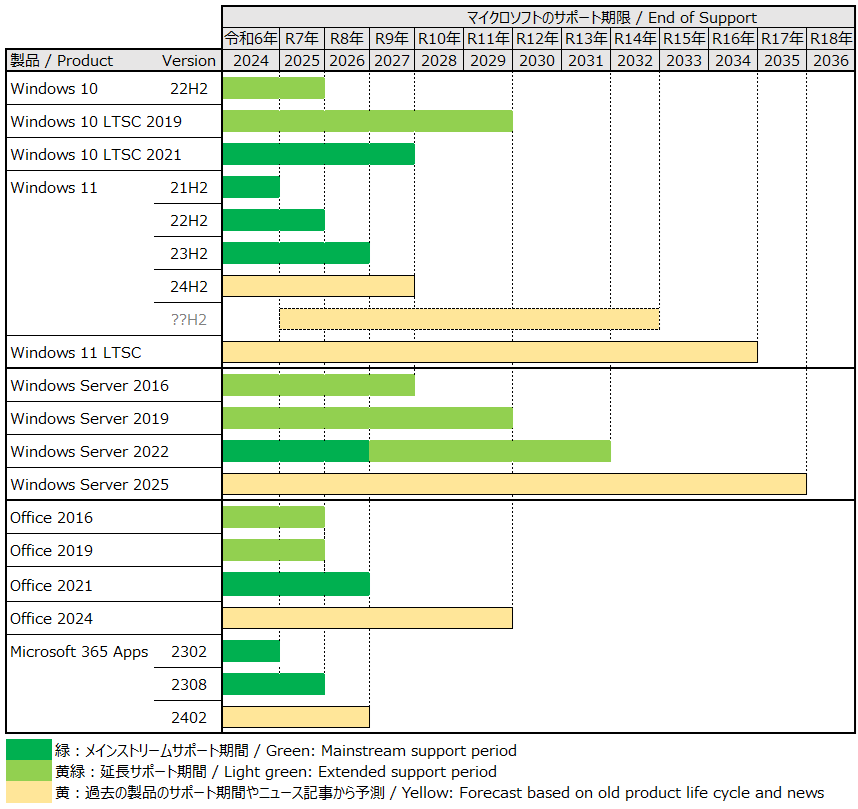 マイクロソフトのサポート期限 / End of Support
令和6年 R7年 R8年 R9年 R10年 R11年 R12年 R13年 R14年 R15年 R16年 R17年 R18年
製品 / Product Version 2024 2025 2026 2027 2028 2029 2030 2031 2032 2033 2034 2035 2036
Windows 10 22H2
Windows 10 LTSC 2019
Windows 10 LTSC 2021
Windows 11 21H2
22H2
23H2
24H2
??H2
Windows 11 LTSC
Windows Server 2016
Windows Server 2019
Windows Server 2022
Windows Server 2025
Office 2016
Office 2019
Office 2021
Office 2024
Microsoft 365 Apps 2302
2308
2402
緑：メインストリームサポート期間 / Green: Mainstream support period
黄緑：延長サポート期間 / Light green: Extended support period
黄：過去の製品のサポート期間やニュース記事から予測 / Yellow: Forecast based on old product life cycle and news